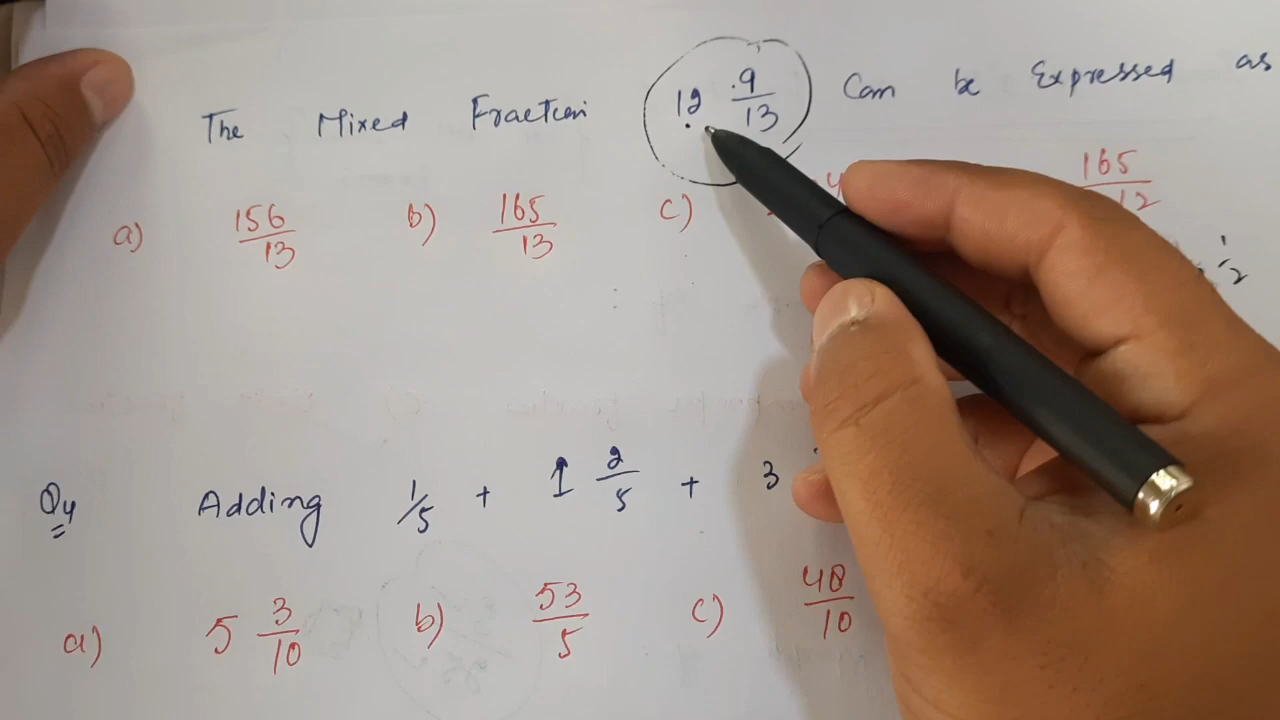 The Mixed Fraction 12 9/13 Can be Expressed as
a) 156/13 b) 165/13 c) 165/12
Q4 Adding 1/5 + 1 2/5 + 3
a) 5 3/10 b) 53/5 c) 48/10